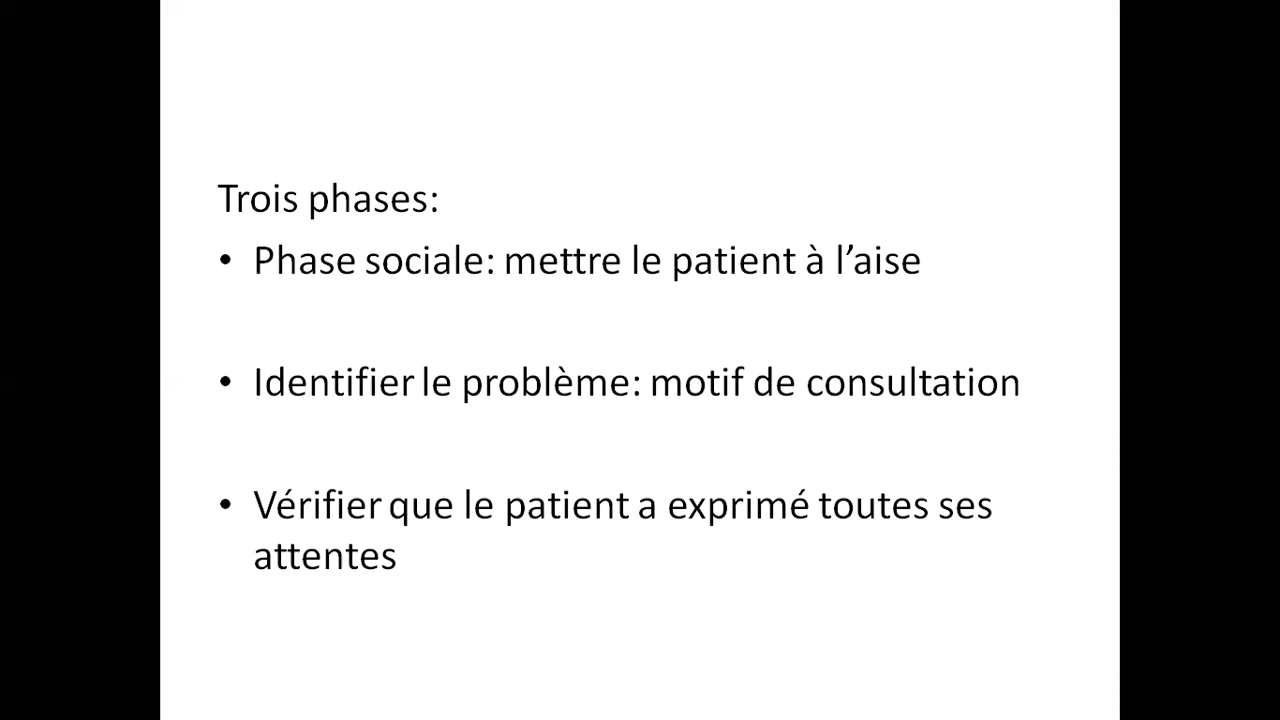 Trois phases:
• Phase sociale: mettre le patient à l’aise
• Identifier le problème: motif de consultation
• Vérifier que le patient a exprimé toutes ses
attentes